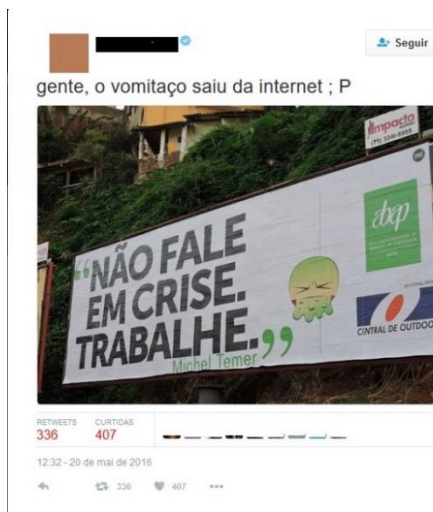 Seguir
gente, o vomitaço saiu da internet ; P
Impacto
“NÃO FALE
EM CRISE.
TRABALHE.”
Michel Temer
abap
CENTRAL DE OUTDOOR
RETWEETS
CURTIDAS
336
407
12:32 - 20 de mai de 2016
336
407